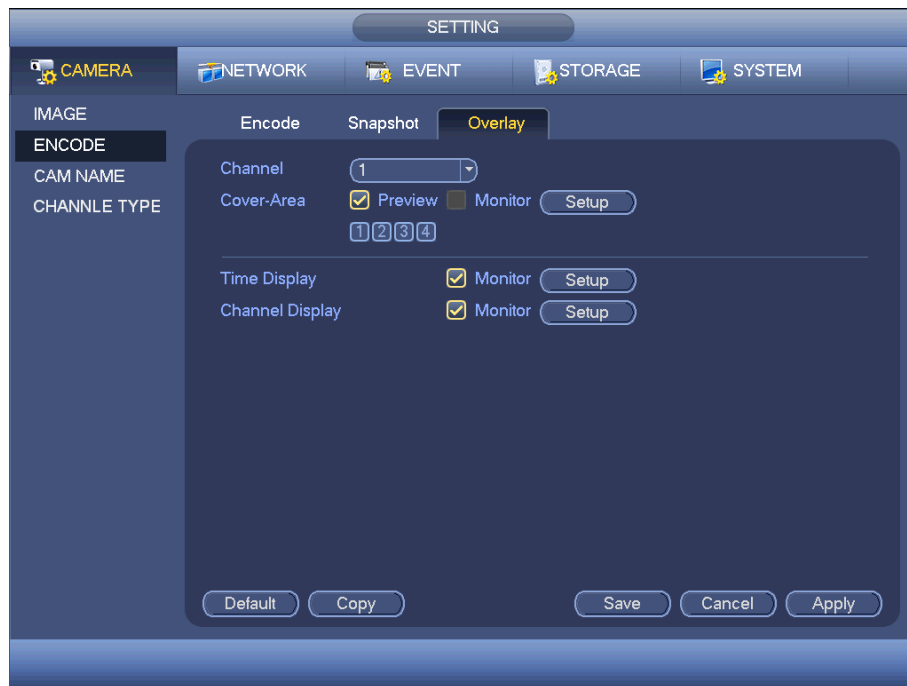 SETTING
CAMERA NETWORK EVENT STORAGE SYSTEM
IMAGE
ENCODE
CAM NAME
CHANNLE TYPE
Encode Snapshot Overlay
Channel 1
Cover-Area Preview Monitor Setup
1 2 3 4
Time Display Monitor Setup
Channel Display Monitor Setup
Default Copy Save Cancel Apply